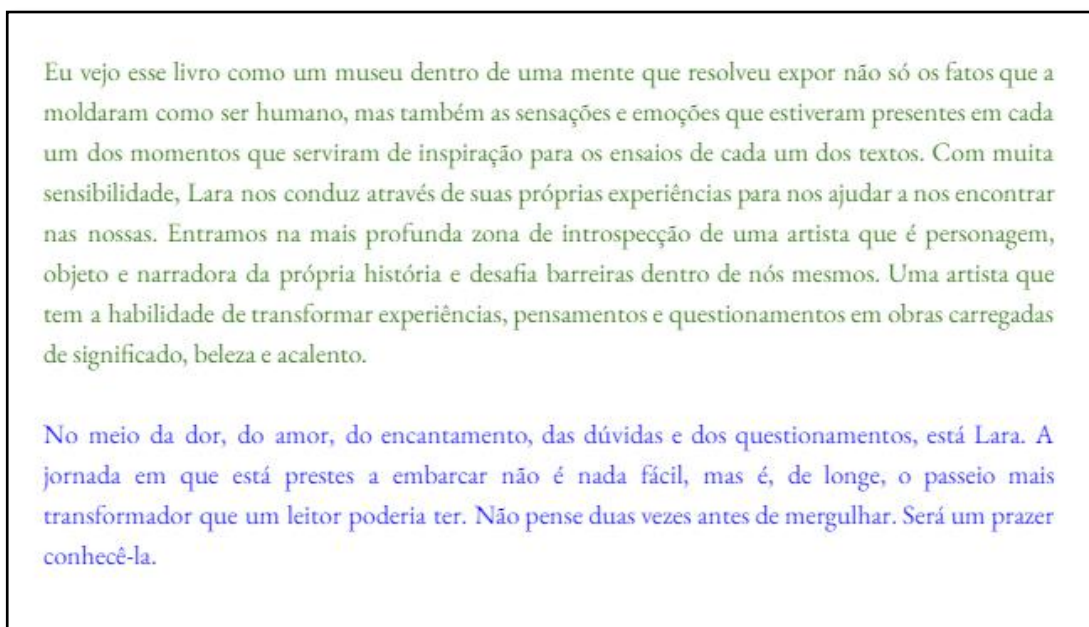 Eu vejo esse livro como um museu dentro de uma mente que resolveu expor não só os fatos que a
moldaram como ser humano, mas também as sensações e emoções que estiveram presentes em cada
um dos momentos que serviram de inspiração para os ensaios de cada um dos textos. Com muita
sensibilidade, Lara nos conduz através de suas próprias experiências para nos ajudar a nos encontrar
nas nossas. Entramos na mais profunda zona de introspecção de uma artista que é personagem,
objeto e narradora da própria história e desafia barreiras dentro de nós mesmos. Uma artista que
tem a habilidade de transformar experiências, pensamentos e questionamentos em obras carregadas
de significado, beleza e acalento.
No meio da dor, do amor, do encantamento, das dúvidas e dos questionamentos, está Lara. A
jornada em que está prestes a embarcar não é nada fácil, mas é, de longe, o passeio mais
transformador que um leitor poderia ter. Não pense duas vezes antes de mergulhar. Será um prazer
conhecê-la.